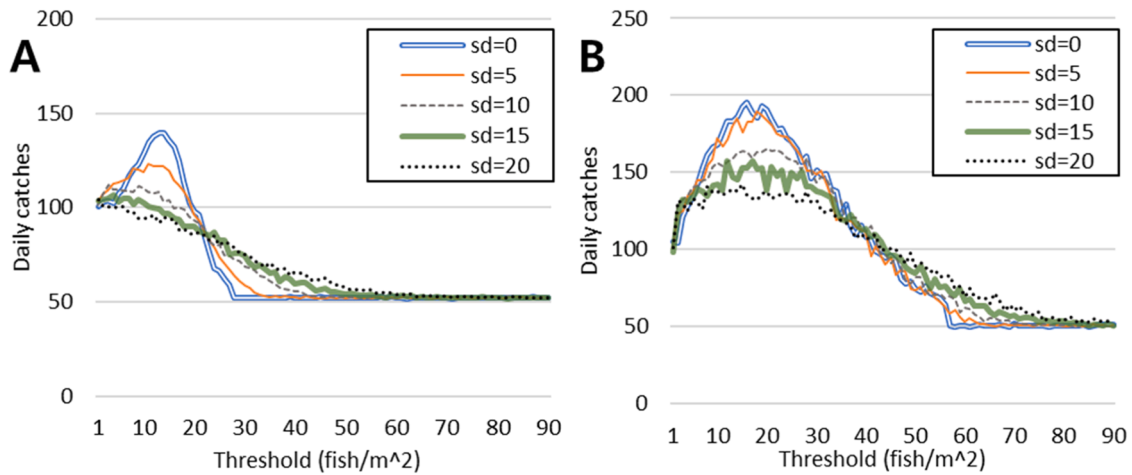 A
Daily catches
200
150
100
50
0
sd=0
sd=5
sd=10
sd=15
sd=20
1 10 20 30 40 50 60 70 80 90
Threshold (fish/m^2)
B
Daily catches
250
200
150
100
50
0
sd=0
sd=5
sd=10
sd=15
sd=20
1 10 20 30 40 50 60 70 80 90
Threshold (fish/m^2)